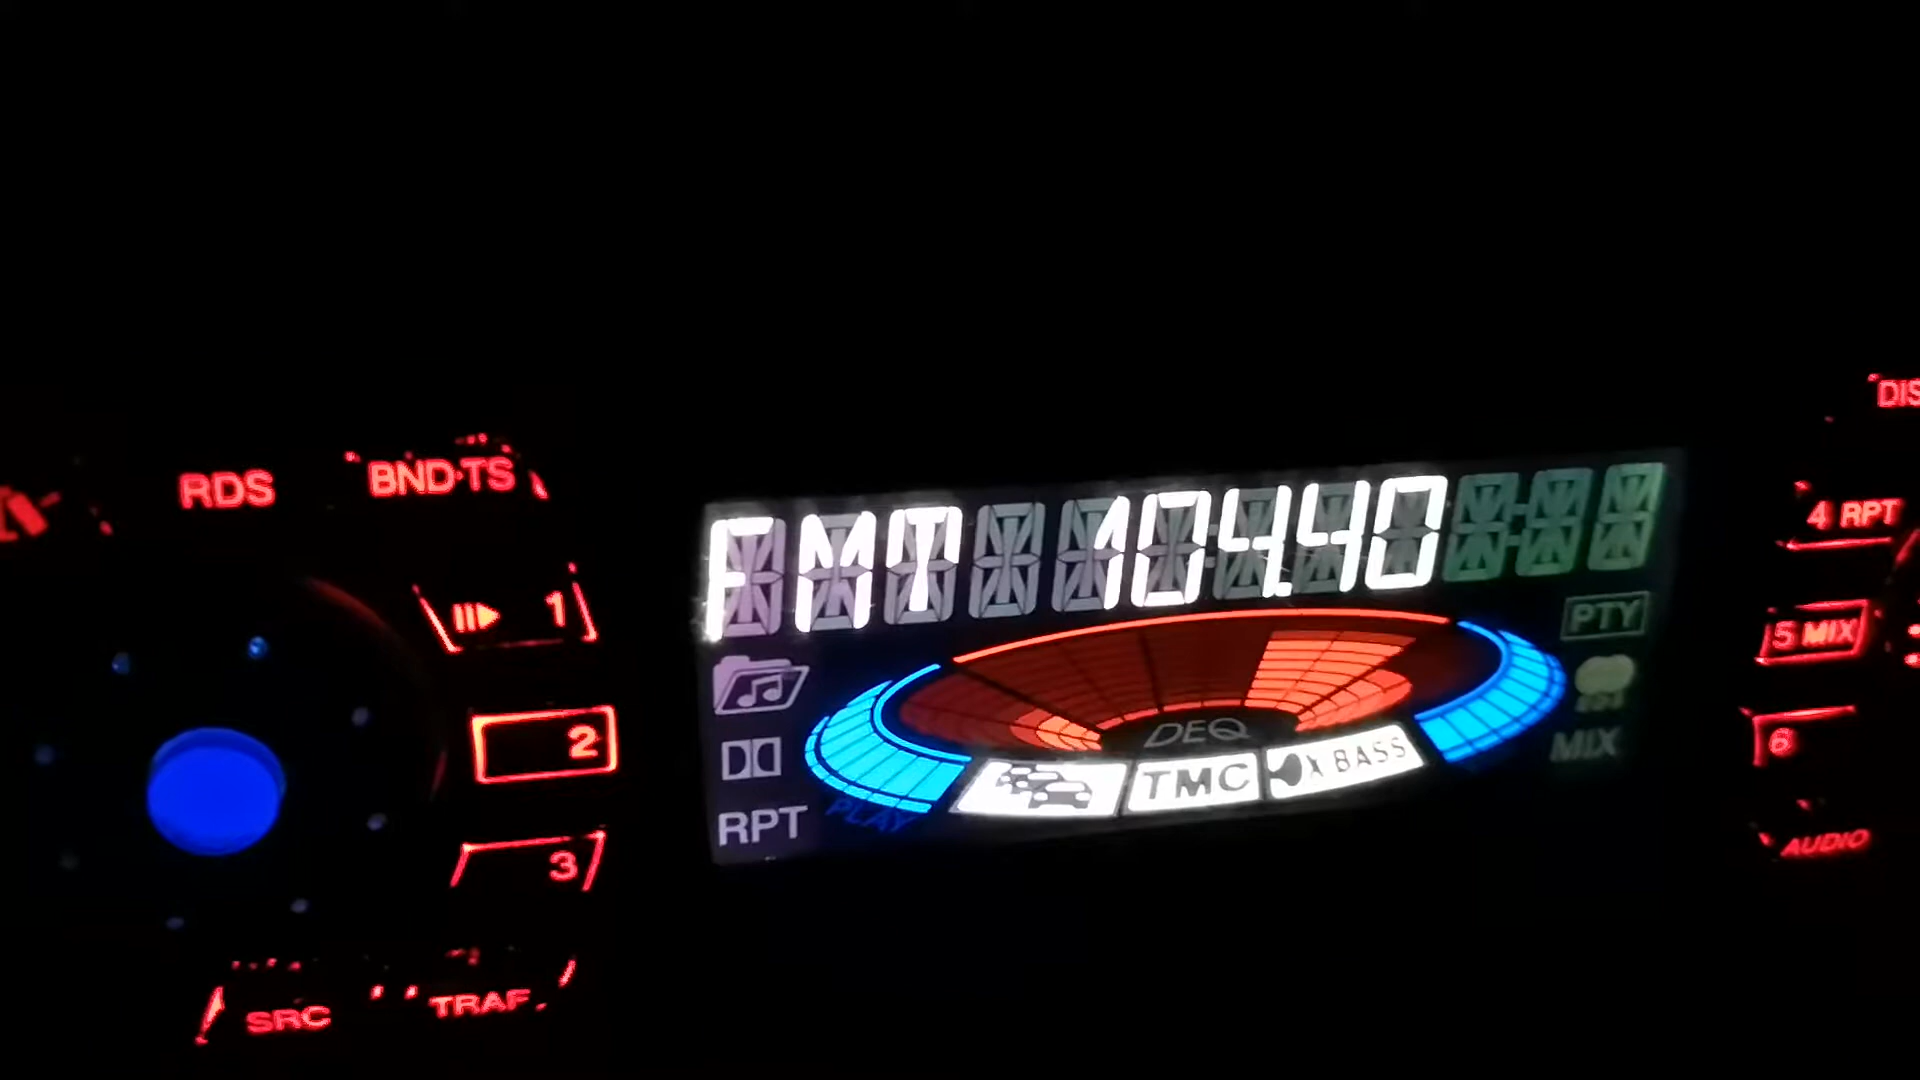 DIS
RDS
BND·TS
FMT 104.40
4 RPT
1
PTY
5 MIX
2
DEQ
MIX
6
TMC
X BASS
RPT
PLAY
3
AUDIO
SRC
TRAF